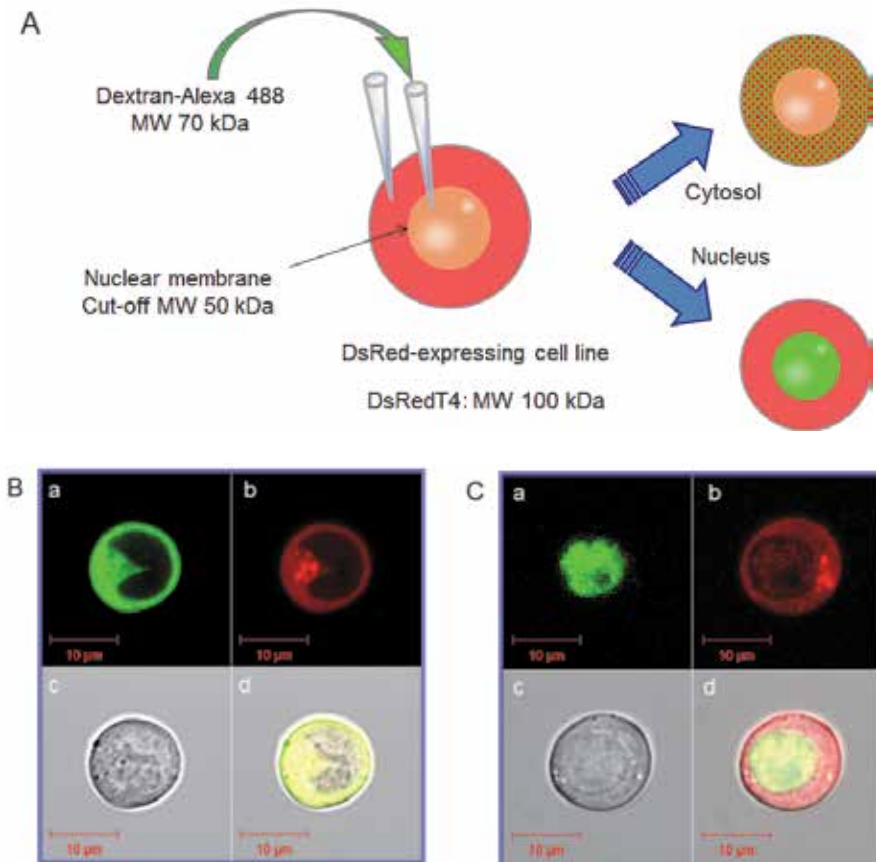 A
Dextran-Alexa 488
MW 70 kDa
Cytosol
Nucleus
Nuclear membrane
Cut-off MW 50 kDa
DsRed-expressing cell line
DsRedT4: MW 100 kDa
B
a
b
10 µm
10 µm
c
d
10 µm
10 µm
C
a
b
10 µm
10 µm
c
d
10 µm
10 µm